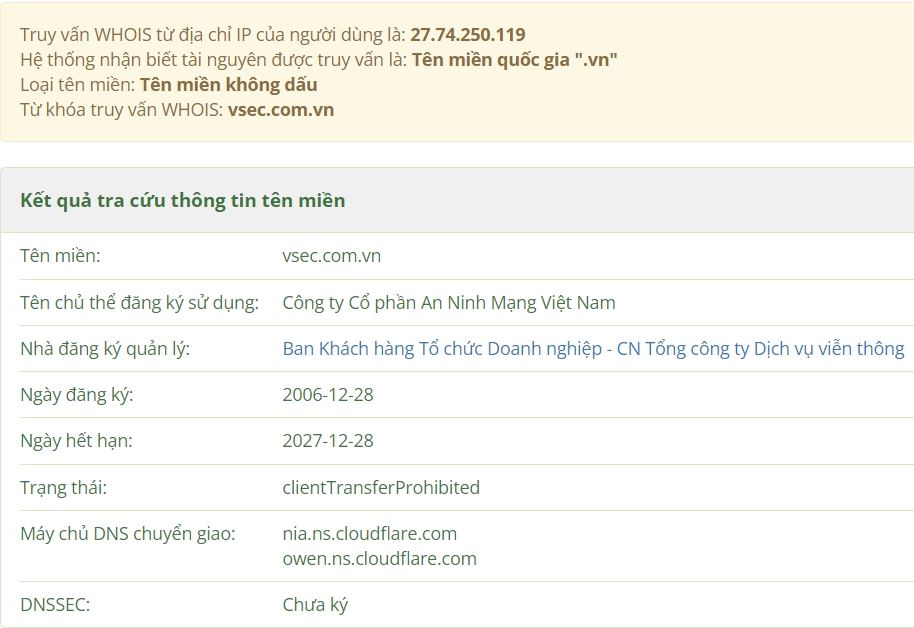 Truy vấn WHOIS từ địa chỉ IP của người dùng là: 27.74.250.119
Hệ thống nhận biết tài nguyên được truy vấn là: Tên miền quốc gia ".vn"
Loại tên miền: Tên miền không dấu
Từ khóa truy vấn WHOIS: vsec.com.vn
Kết quả tra cứu thông tin tên miền
Tên miền: vsec.com.vn
Tên chủ thể đăng ký sử dụng: Công ty Cổ phần An Ninh Mạng Việt Nam
Nhà đăng ký quản lý: Ban Khách hàng Tổ chức Doanh nghiệp - CN Tổng công ty Dịch vụ viễn thông
Ngày đăng ký: 2006-12-28
Ngày hết hạn: 2027-12-28
Trạng thái: clientTransferProhibited
Máy chủ DNS chuyển giao: nia.ns.cloudflare.com
owen.ns.cloudflare.com
DNSSEC: Chưa ký